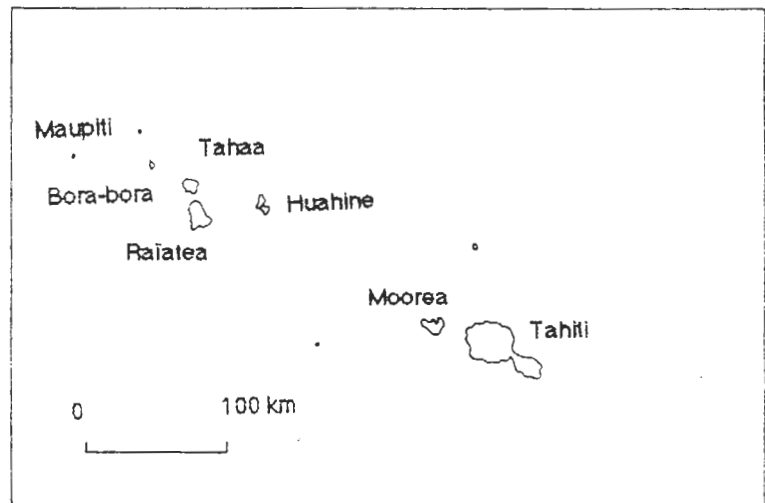 Maupiti
Tahaa
Bora-bora
Huahine
Raïatea
Moorea
Tahiti
0 100 km